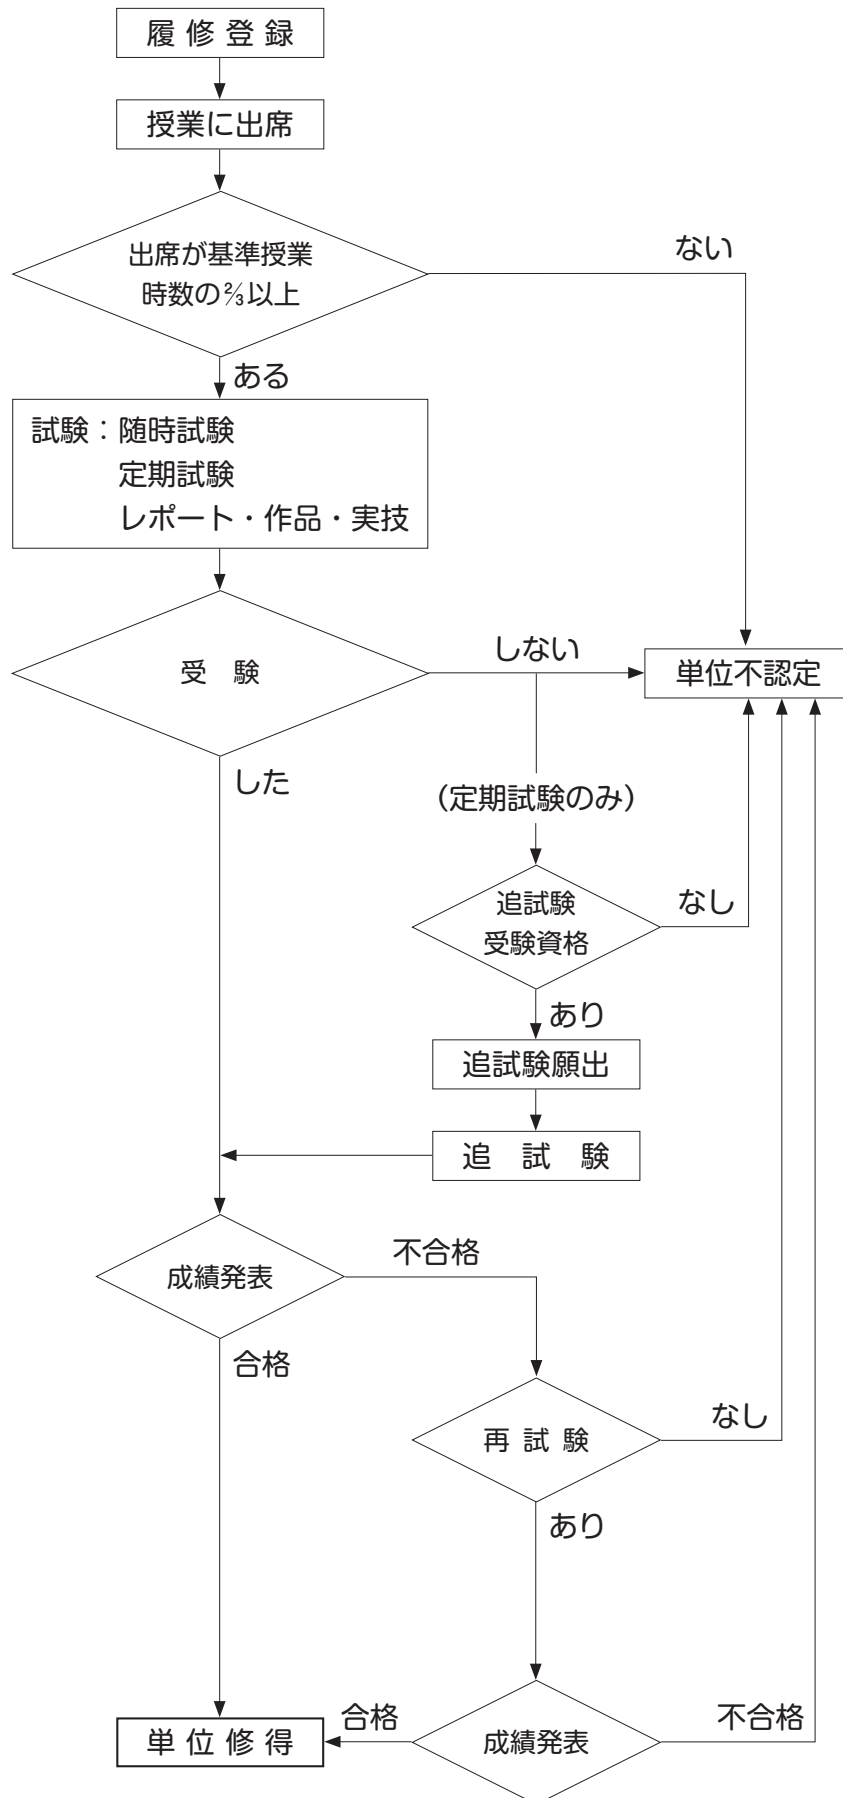 履修登録
授業に出席
出席が基準授業
時数の⅔以上
ない
ある
試験：随時試験
定期試験
レポート・作品・実技
受 験
しない
単位不認定
した
（定期試験のみ）
追試験
受験資格
なし
あり
追試験願出
追 試 験
成績発表
不合格
合格
再試験
なし
あり
単位修得
合格
成績発表
不合格